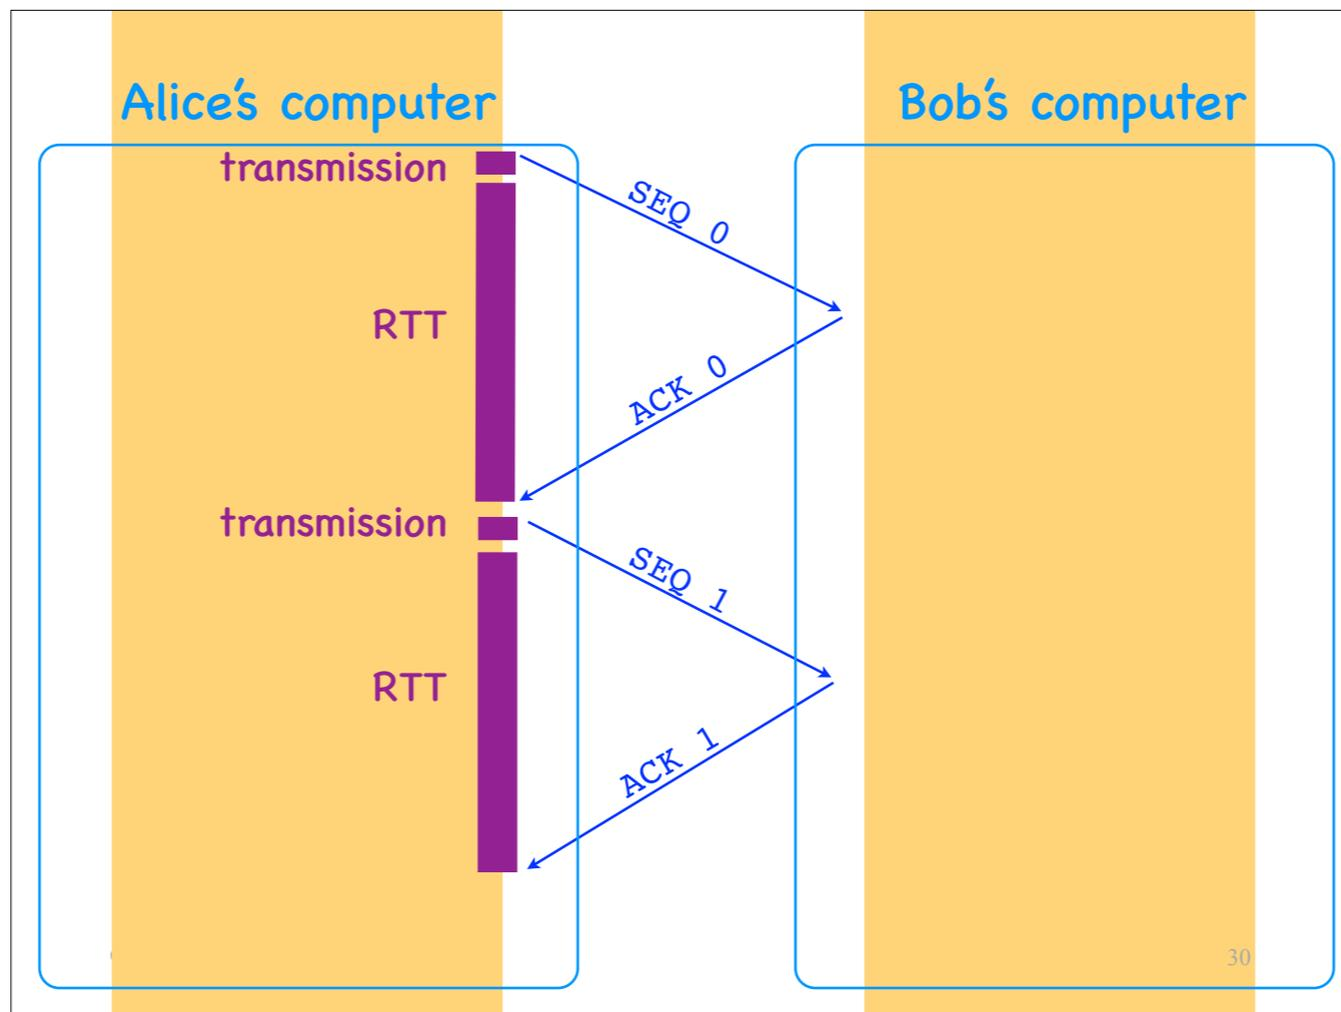 Alice's computer
Bob's computer
transmission
SEQ 0
RTT
ACK 0
transmission
SEQ 1
RTT
ACK 1
30